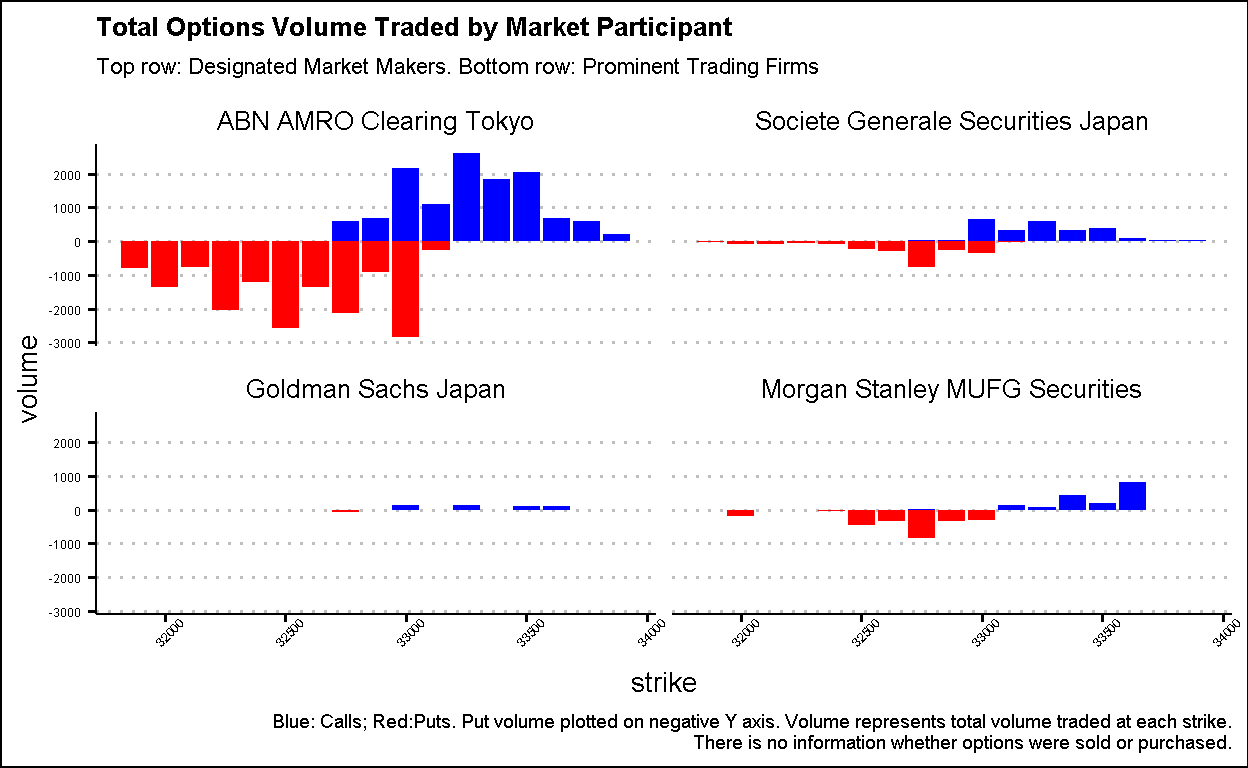 Total Options Volume Traded by Market Participant
Top row: Designated Market Makers. Bottom row: Prominent Trading Firms
ABN AMRO Clearing Tokyo
Societe Generale Securities Japan
2000
1000
0
-1000
-2000
-3000
volume
Goldman Sachs Japan
Morgan Stanley MUFG Securities
2000
1000
0
-1000
-2000
-3000
32000 32500 33000 33500 34000
32000 32500 33000 33500 34000
strike
Blue: Calls; Red:Puts. Put volume plotted on negative Y axis. Volume represents total volume traded at each strike.
There is no information whether options were sold or purchased.